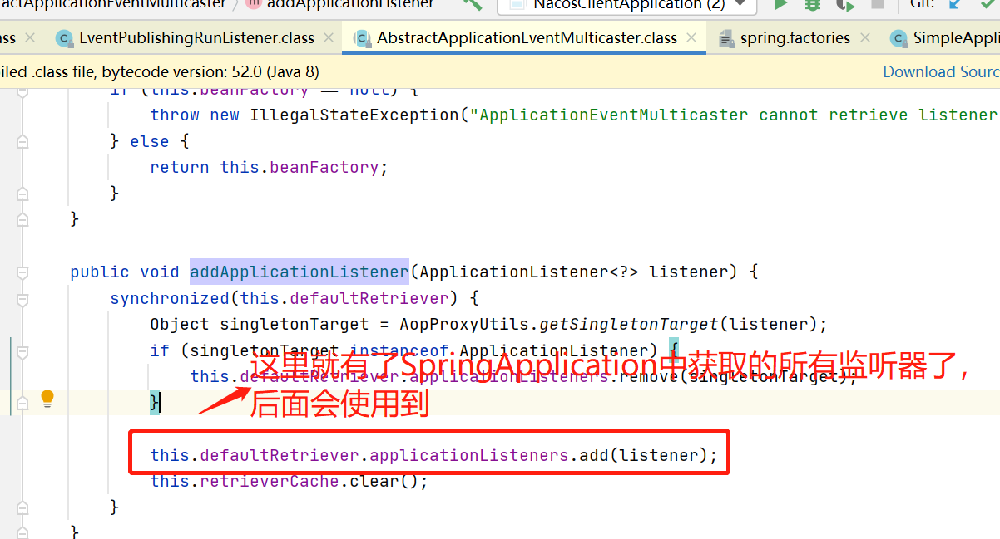 actApplicationEventMulticaster addApplicationListener NacosClientApplication (2) Git:
ss EventPublishingRunListener.class AbstractApplicationEventMulticaster.class spring.factories SimpleAppli
iled .class file, bytecode version: 52.0 (Java 8) Download Sourc
if (this.beanFactory == null) {
throw new IllegalStateException("ApplicationEventMulticaster cannot retrieve listener
} else {
return this.beanFactory;
}
}
public void addApplicationListener(ApplicationListener<?> listener) {
synchronized(this.defaultRetriever) {
Object singletonTarget = AopProxyUtils.getSingletonTarget(listener);
if (singletonTarget instanceof ApplicationListener) {
这里就有了SpringApplication中获取的所有监听器了，
this.defaultRetriever.applicationListeners.remove(singletonTarget);
}
后面会使用到
this.defaultRetriever.applicationListeners.add(listener);
this.retrieverCache.clear();
}
}